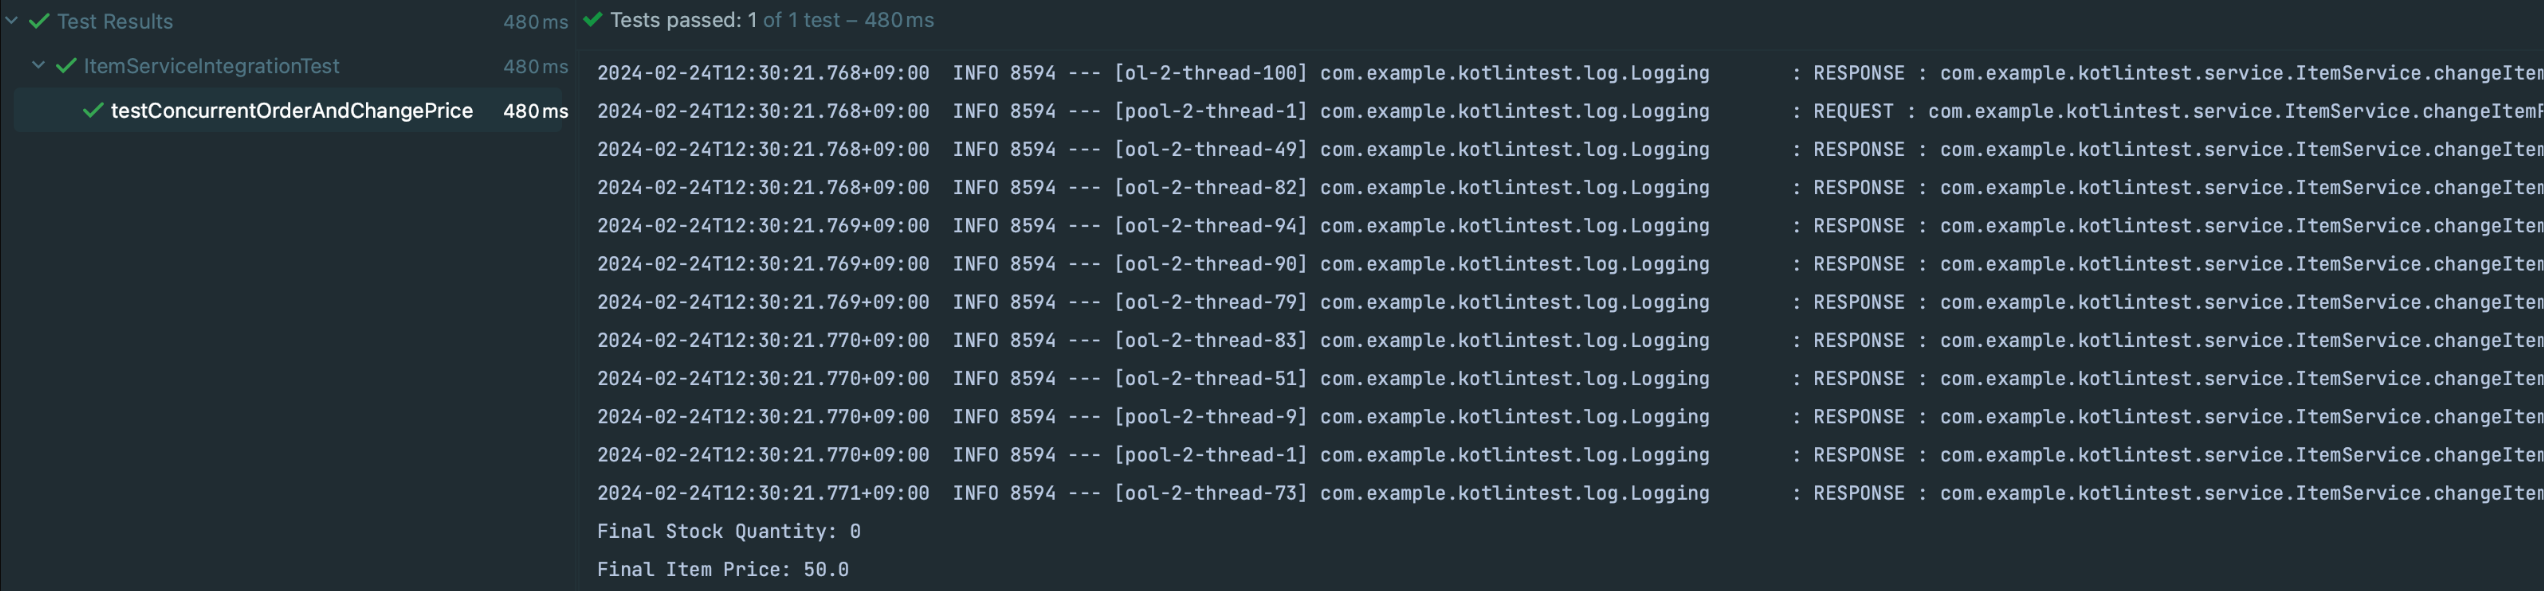 Test Results 480 ms
ItemServiceIntegrationTest 480 ms
testConcurrentOrderAndChangePrice 480 ms
Tests passed: 1 of 1 test – 480 ms
2024-02-24T12:30:21.768+09:00  INFO 8594 --- [ol-2-thread-100] com.example.kotlintest.log.Logging       : RESPONSE : com.example.kotlintest.service.ItemService.changeItem
2024-02-24T12:30:21.768+09:00  INFO 8594 --- [pool-2-thread-1] com.example.kotlintest.log.Logging       : REQUEST : com.example.kotlintest.service.ItemService.changeItemP
2024-02-24T12:30:21.768+09:00  INFO 8594 --- [ool-2-thread-49] com.example.kotlintest.log.Logging       : RESPONSE : com.example.kotlintest.service.ItemService.changeItem
2024-02-24T12:30:21.768+09:00  INFO 8594 --- [ool-2-thread-82] com.example.kotlintest.log.Logging       : RESPONSE : com.example.kotlintest.service.ItemService.changeItem
2024-02-24T12:30:21.769+09:00  INFO 8594 --- [ool-2-thread-94] com.example.kotlintest.log.Logging       : RESPONSE : com.example.kotlintest.service.ItemService.changeItem
2024-02-24T12:30:21.769+09:00  INFO 8594 --- [ool-2-thread-90] com.example.kotlintest.log.Logging       : RESPONSE : com.example.kotlintest.service.ItemService.changeItem
2024-02-24T12:30:21.769+09:00  INFO 8594 --- [ool-2-thread-79] com.example.kotlintest.log.Logging       : RESPONSE : com.example.kotlintest.service.ItemService.changeItem
2024-02-24T12:30:21.770+09:00  INFO 8594 --- [ool-2-thread-83] com.example.kotlintest.log.Logging       : RESPONSE : com.example.kotlintest.service.ItemService.changeItem
2024-02-24T12:30:21.770+09:00  INFO 8594 --- [ool-2-thread-51] com.example.kotlintest.log.Logging       : RESPONSE : com.example.kotlintest.service.ItemService.changeItem
2024-02-24T12:30:21.770+09:00  INFO 8594 --- [pool-2-thread-9] com.example.kotlintest.log.Logging       : RESPONSE : com.example.kotlintest.service.ItemService.changeItem
2024-02-24T12:30:21.770+09:00  INFO 8594 --- [pool-2-thread-1] com.example.kotlintest.log.Logging       : RESPONSE : com.example.kotlintest.service.ItemService.changeItem
2024-02-24T12:30:21.771+09:00  INFO 8594 --- [ool-2-thread-73] com.example.kotlintest.log.Logging       : RESPONSE : com.example.kotlintest.service.ItemService.changeItem
Final Stock Quantity: 0
Final Item Price: 50.0